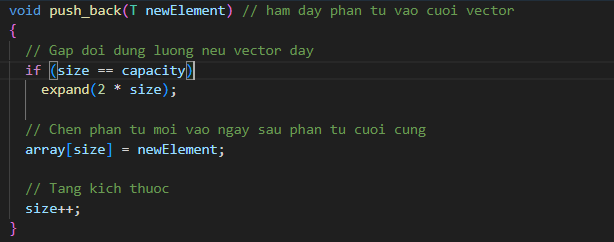 void push_back(T newElement) // ham day phan tu vao cuoi vector
{
// Gap doi dung luong neu vector day
if (size == capacity)
expand(2 * size);
// Chen phan tu moi vao ngay sau phan tu cuoi cung
array[size] = newElement;
// Tang kich thuoc
size++;
}